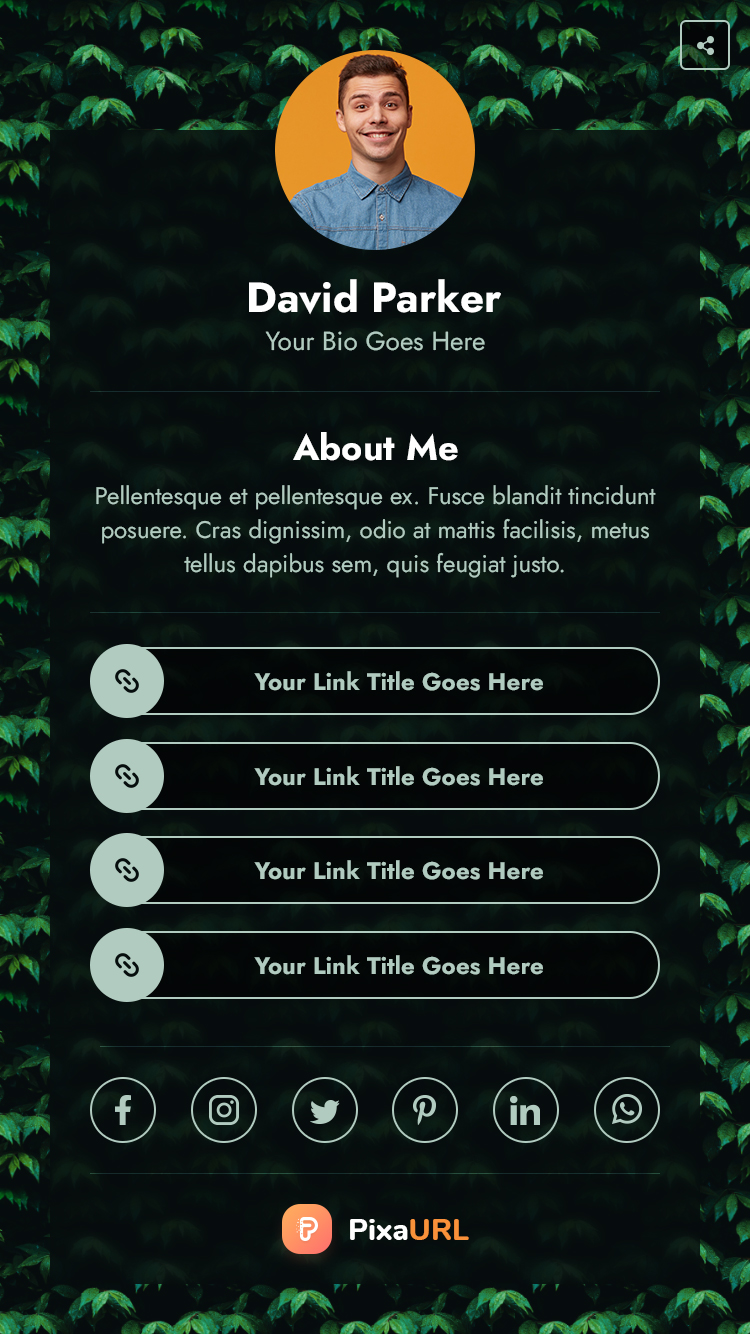 David Parker
Your Bio Goes Here
About Me
Pellentesque et pellentesque ex. Fusce blandit tincidunt
posuere. Cras dignissim, odio at mattis facilisis, metus
tellus dapibus sem, quis feugiat justo.
Your Link Title Goes Here
Your Link Title Goes Here
Your Link Title Goes Here
Your Link Title Goes Here
PixaURL